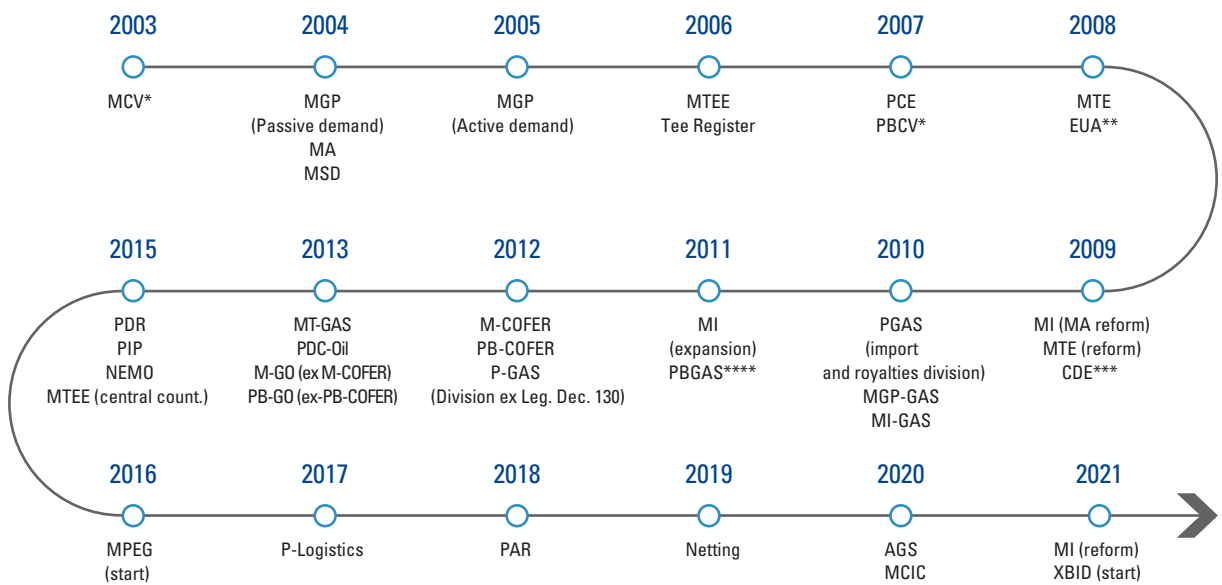 2003
MCV*
2004
MGP
(Passive demand)
MA
MSD
2005
MGP
(Active demand)
2006
MTEE
Tee Register
2007
PCE
PBCV*
2008
MTE
EUA**
2009
MI (MA reform)
MTE (reform)
CDE***
2010
PGAS
(import
and royalties division)
MGP-GAS
MI-GAS
2011
MI
(expansion)
PBGAS****
2012
M-COFER
PB-COFER
P-GAS
(Division ex Leg. Dec. 130)
2013
MT-GAS
PDC-Oil
M-GO (ex M-COFER)
PB-GO (ex-PB-COFER)
2015
PDR
PIP
NEMO
MTEE (central count.)
2016
MPEG
(start)
2017
P-Logistics
2018
PAR
2019
Netting
2020
AGS
MCIC
2021
MI (reform)
XBID (start)